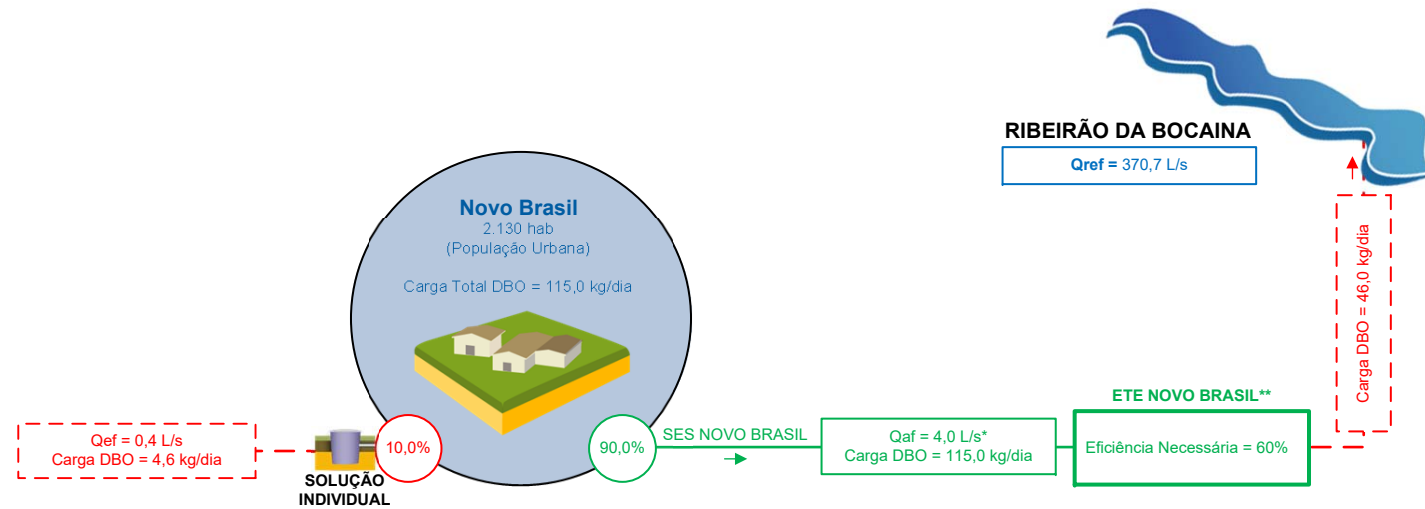 RIBEIRÃO DA BOCAINA
Qref = 370,7 L/s
Novo Brasil
2.130 hab
(População Urbana)
Carga Total DBO = 115,0 kg/dia
Carga DBO = 46,0 kg/dia
ETE NOVO BRASIL**
Qef = 0,4 L/s
Carga DBO = 4,6 kg/dia
10,0%
90,0%
SES NOVO BRASIL
Qaf = 4,0 L/s*
Carga DBO = 115,0 kg/dia
Eficiência Necessária = 60%
SOLUÇÃO
INDIVIDUAL